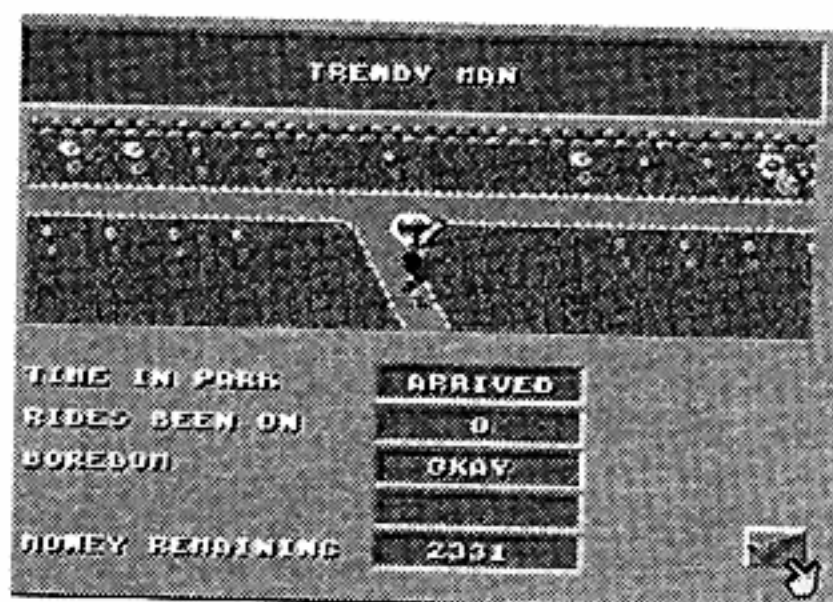 TRENDY MAN
TIME IN PARK ARRIVED
RIDES BEEN ON 0
BOREDOM OKAY
MONEY REMAINING 2331